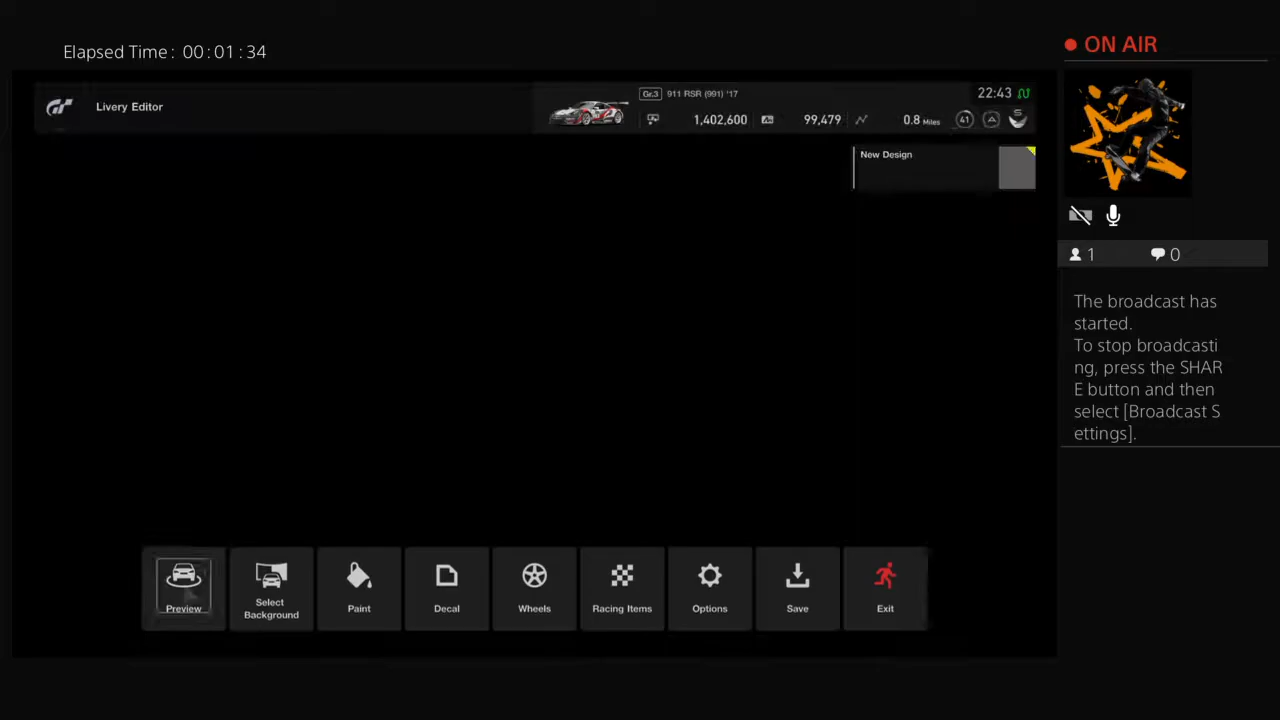 Elapsed Time: 00:01:34
ON AIR
Livery Editor
Gr.3 911 RSR (991) '17
22:43
1,402,600
99,479
0.8 Miles
41
S
New Design
1
0
The broadcast has
started.
To stop broadcasti
ng, press the SHAR
E button and then
select [Broadcast S
ettings].
Preview
Select
Background
Paint
Decal
Wheels
Racing Items
Options
Save
Exit